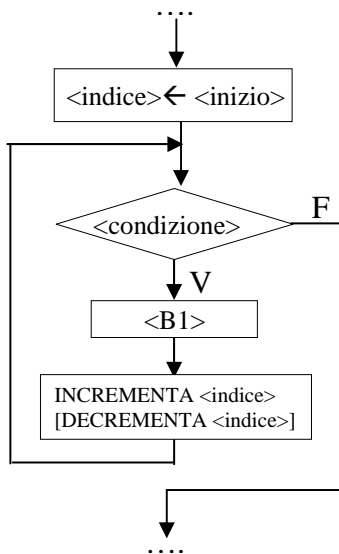 ....
<indice>← <inizio>
<condizione>
F
V
<B1>
INCREMENTA <indice>
[DECREMENTA <indice>]
....